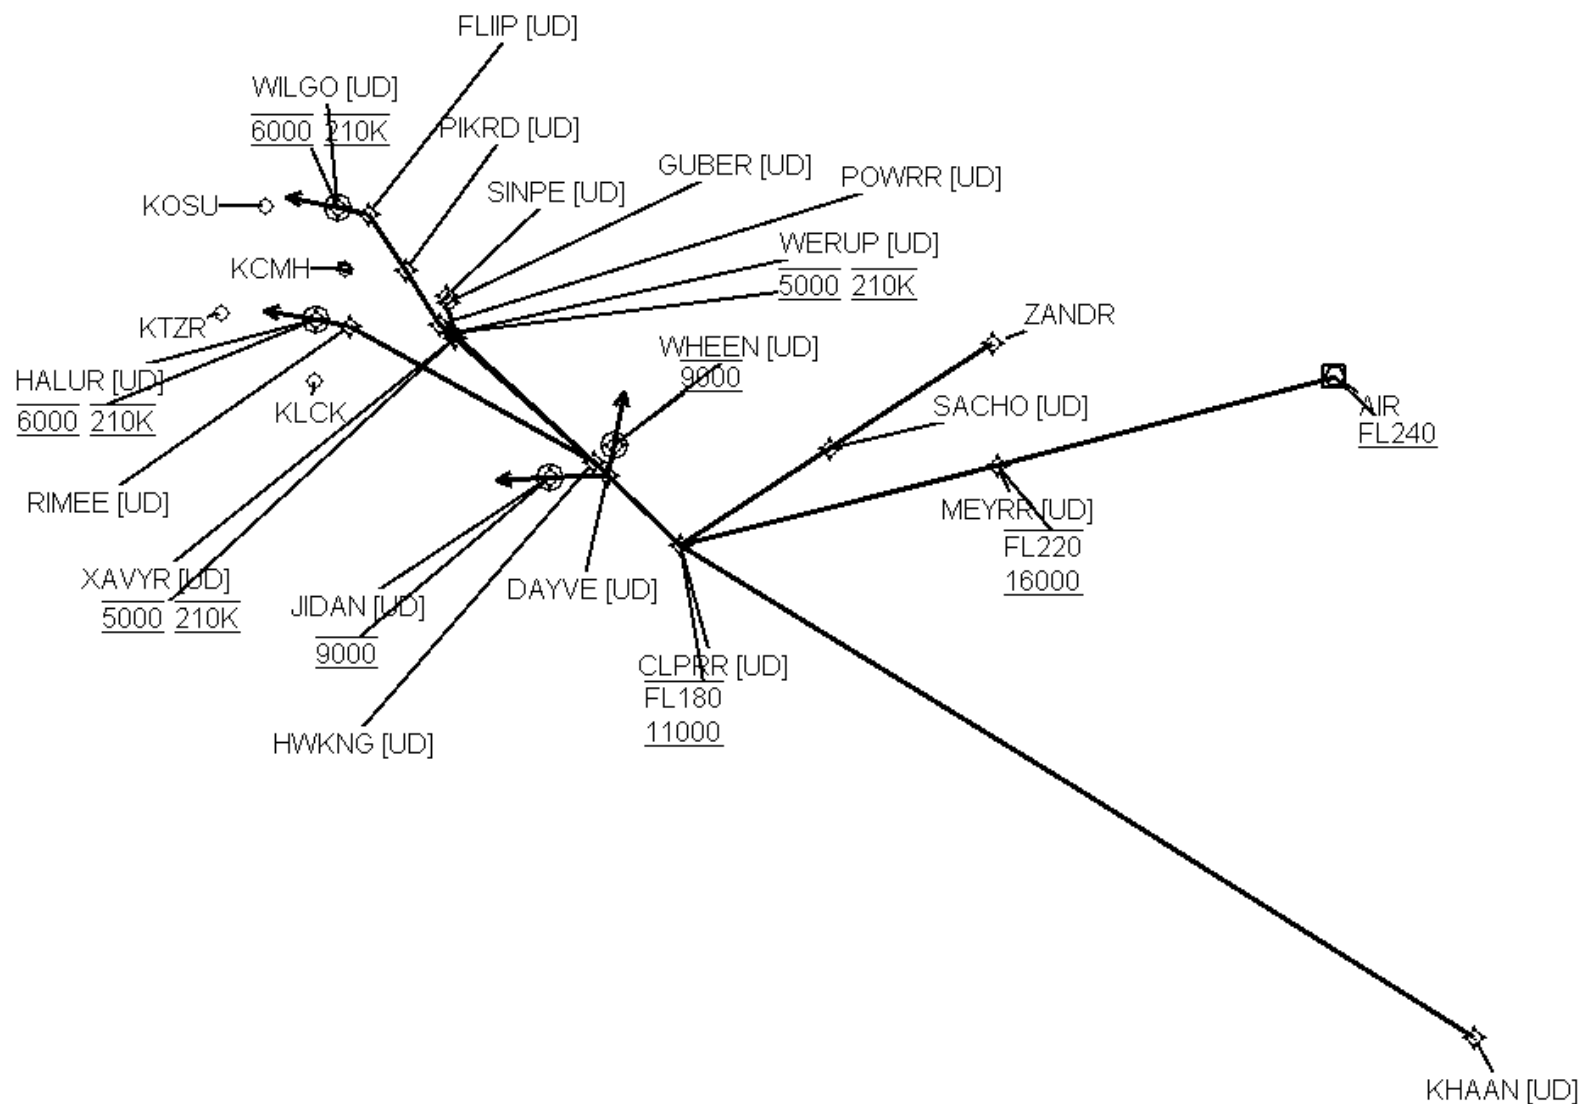 FLIIP [UD]
WILGO [UD]
6000 210K
PIKRD [UD]
GUBER [UD]
SINPE [UD]
POWRR [UD]
KOSU
WERUP [UD]
5000 210K
KCMH
KTZR
ZANDR
WHEEN [UD]
9000
HALUR [UD]
6000 210K
KLCK
SACHO [UD]
AIR
FL240
RIMEE [UD]
MEYRR [UD]
FL220
16000
XAVYR [UD]
5000 210K
JIDAN [UD]
9000
DAYVE [UD]
CLPRR [UD]
FL180
11000
HWKNG [UD]
KHAAN [UD]